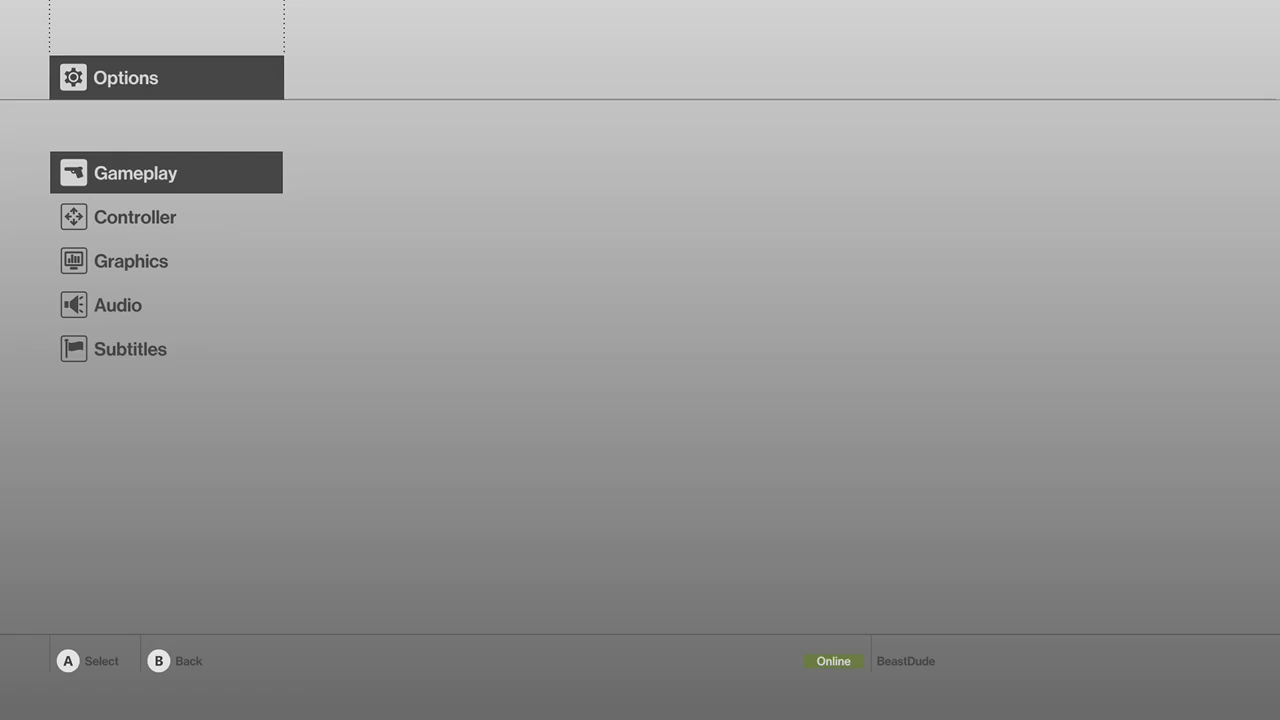 Options
Gameplay
Controller
Graphics
Audio
Subtitles
A Select B Back Online BeastDude